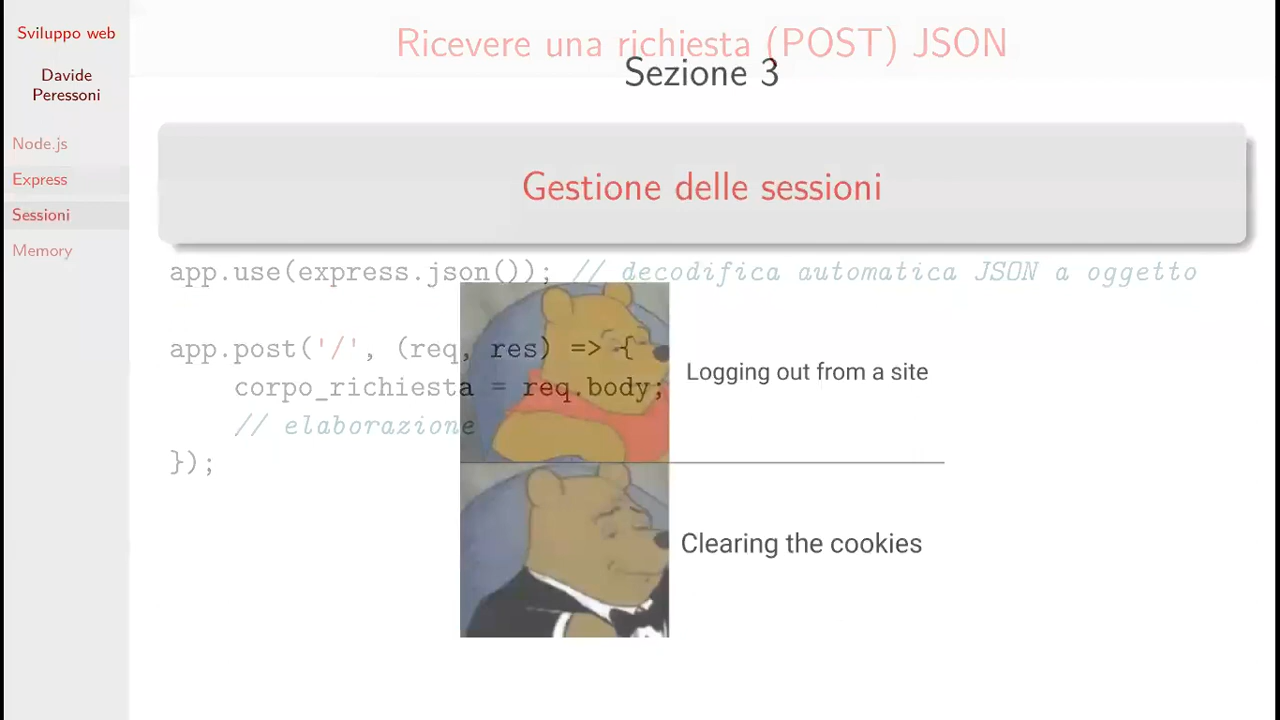 Sviluppo web
Davide
Peressoni
Node.js
Express
Sessioni
Memory
Ricevere una richiesta (POST) JSON
Sezione 3
Gestione delle sessioni
app.use(express.json()); // decodifica automatica JSON a oggetto
app.post('/', (req, res) => {
corpo_richiesta = req.body;
// elaborazione
});
Logging out from a site
Clearing the cookies